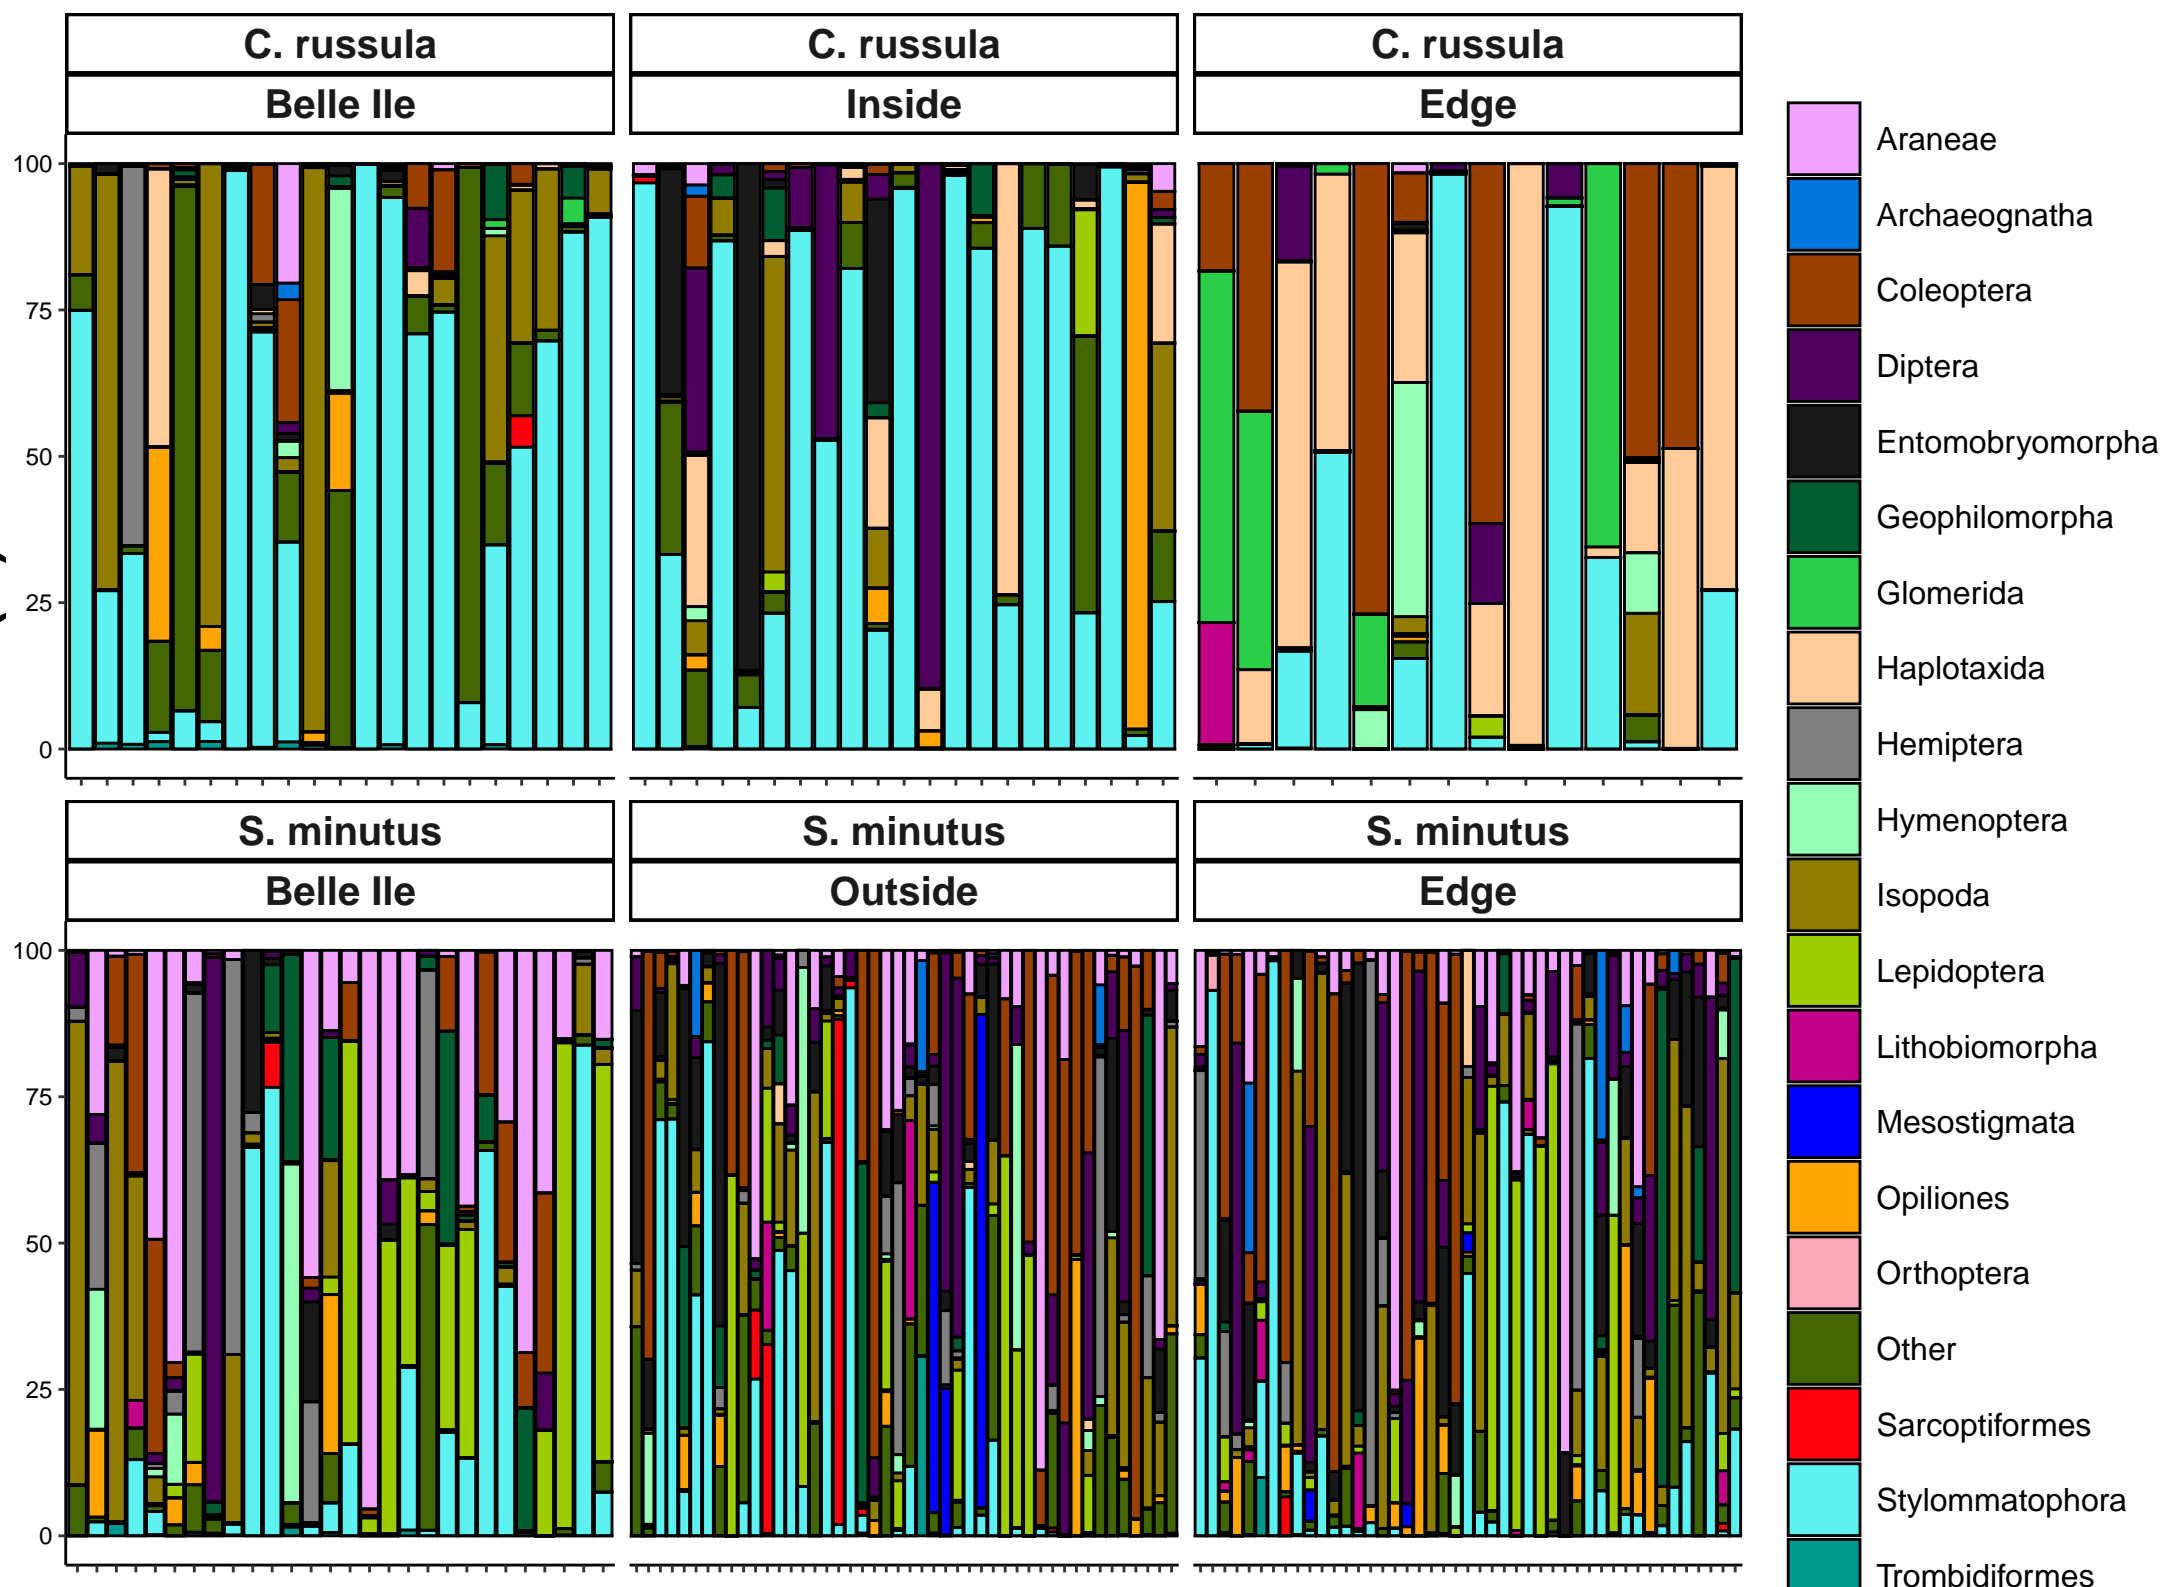 C. russula
C. russula
C. russula
Belle Ile
Inside
Edge
100
75
50
25
0
S. minutus
S. minutus
S. minutus
Belle Ile
Outside
Edge
100
75
50
25
0
Araneae
Archaeognatha
Coleoptera
Diptera
Entomobryomorpha
Geophilomorpha
Glomerida
Haplotaxida
Hemiptera
Hymenoptera
Isopoda
Lepidoptera
Lithobiomorpha
Mesostigmata
Opiliones
Orthoptera
Other
Sarcoptiformes
Stylommatophora
Trombidiformes